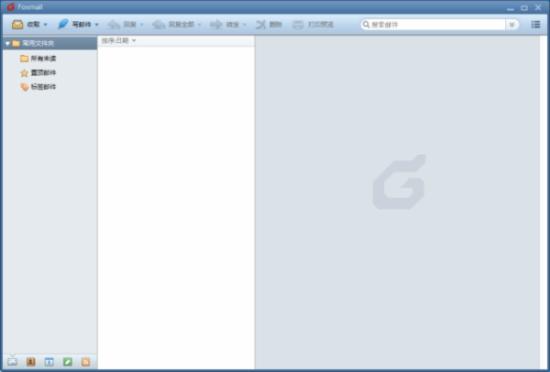 Foxmail
收取 写邮件 回复 回复全部 转发 删除 打印预览 搜索邮件
常用文件夹
排序:日期
所有未读
置顶邮件
标签邮件